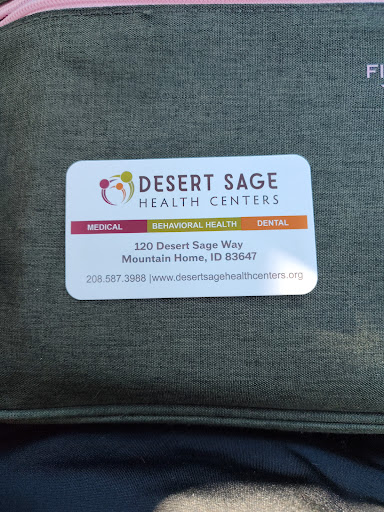 FI
DESERT SAGE
HEALTH CENTERS
MEDICAL BEHAVIORAL HEALTH DENTAL
120 Desert Sage Way
Mountain Home, ID 83647
208.587.3988 |www.desertsagehealthcenters.org